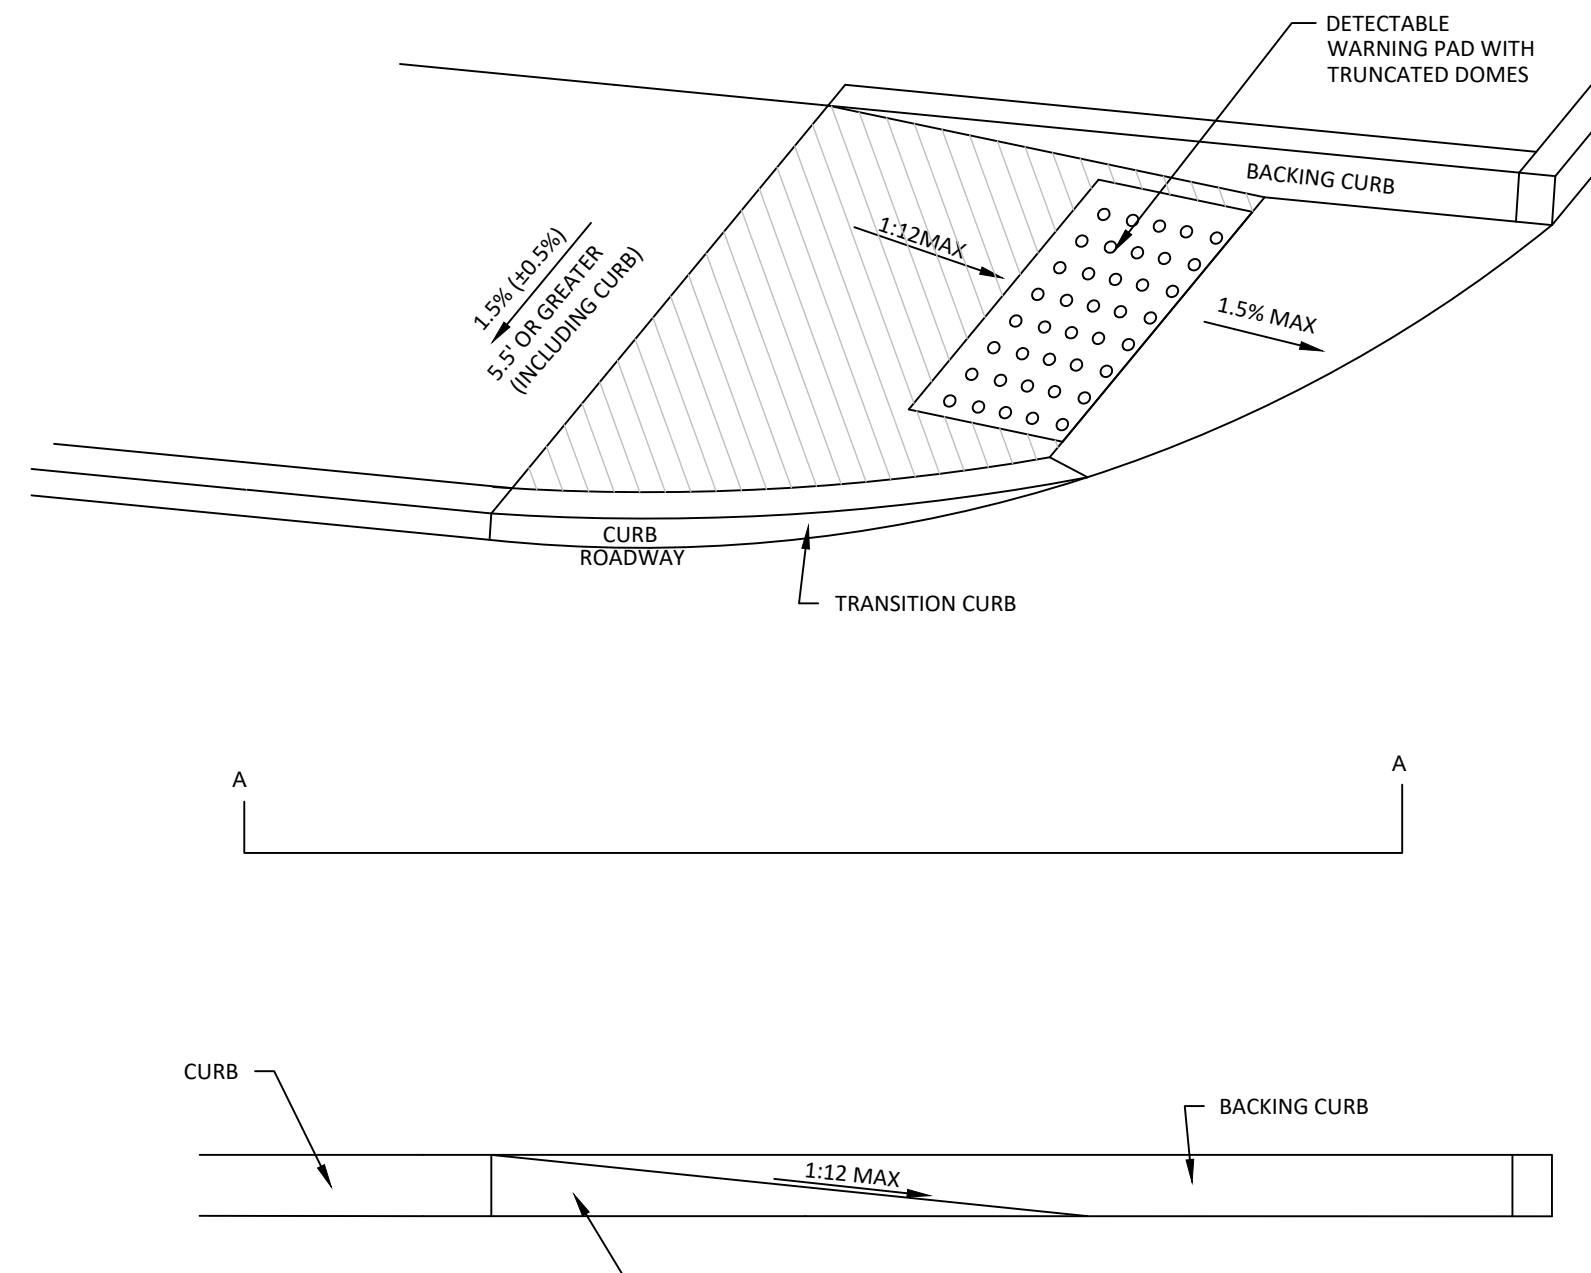 DETECTABLE
WARNING PAD WITH
TRUNCATED DOMES
BACKING CURB
1:12MAX
1.5% (±0.5%)
5.5' OR GREATER
(INCLUDING CURB)
1.5% MAX
CURB
ROADWAY
TRANSITION CURB
A
A
CURB
BACKING CURB
1:12 MAX